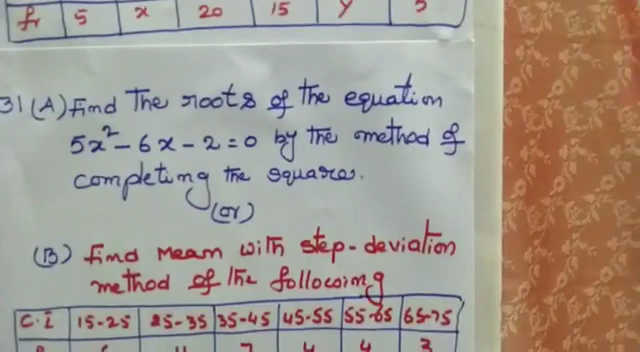 fr 5 x 20 15 y 5
31 (A) Find The roots of the equation
5x² - 6x - 2 = 0 by the method of
completing the square.
(or)
(B) find Mean with step-deviation
method of the following
C.I 15-25 25-35 35-45 45-55 55-65 65-75